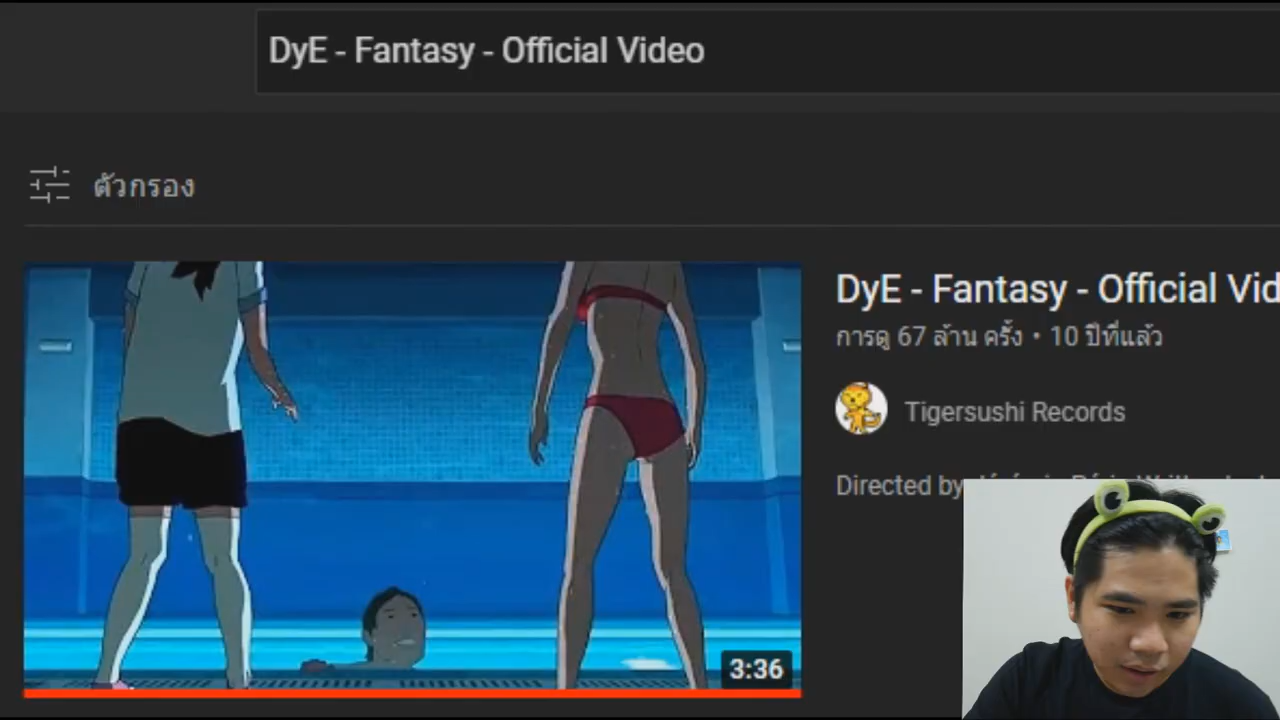 DyE - Fantasy - Official Video
ตัวกรอง
DyE - Fantasy - Official Vid
การดู 67 ล้าน ครั้ง • 10 ปีที่แล้ว
Tigersushi Records
Directed by
3:36